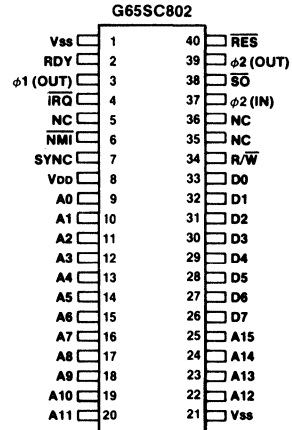 G65SC802
Vss 1 40 R̅E̅S̅
RDY 2 39 ϕ2 (OUT)
ϕ1 (OUT) 3 38 S̅O̅
I̅R̅Q̅ 4 37 ϕ2 (IN)
NC 5 36 NC
N̅M̅I̅ 6 35 NC
SYNC 7 34 R/W̅
VDD 8 33 D0
A0 9 32 D1
A1 10 31 D2
A2 11 30 D3
A3 12 29 D4
A4 13 28 D5
A5 14 27 D6
A6 15 26 D7
A7 16 25 A15
A8 17 24 A14
A9 18 23 A13
A10 19 22 A12
A11 20 21 Vss